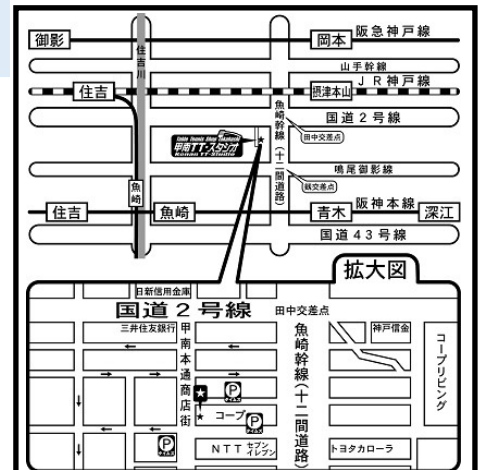 阪急神戸線
御影
岡本
住吉川
山手幹線
JR神戸線
住吉
摂津本山
魚崎幹線(十二間道路)
国道2号線
田中交差点
Table Tennis Shop
甲南TT・スタジオ
Konan TT-Studio
鳴尾御影線
魚崎
阪神本線
住吉
魚崎
青木
深江
国道43号線
拡大図
日新信用金庫
国道2号線
田中交差点
三井住友銀行
甲南本通商店街
魚崎幹線(十二間道路)
神戸信金
コープリビング
P
P
コープ
P
NTT
セブンイレブン
トヨタカローラ